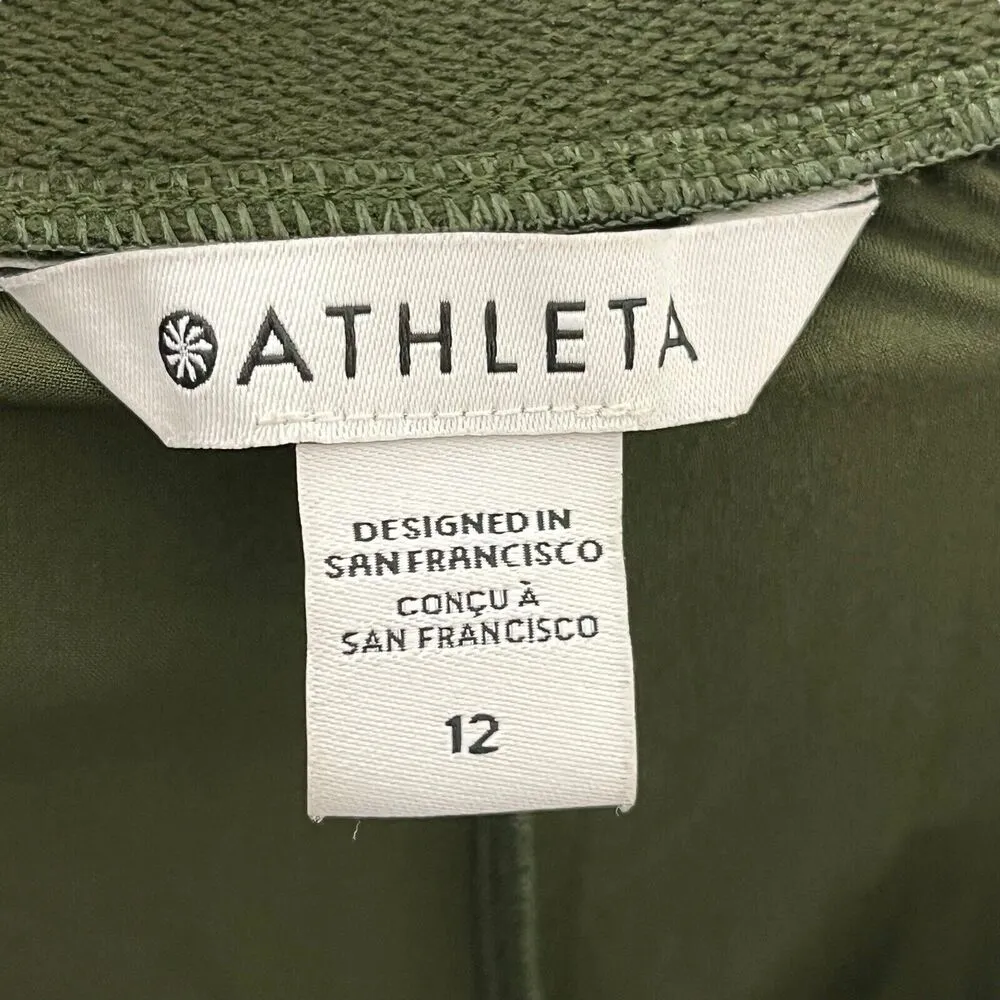 ATHLETA
DESIGNED IN
SAN FRANCISCO
CONÇU À
SAN FRANCISCO
12